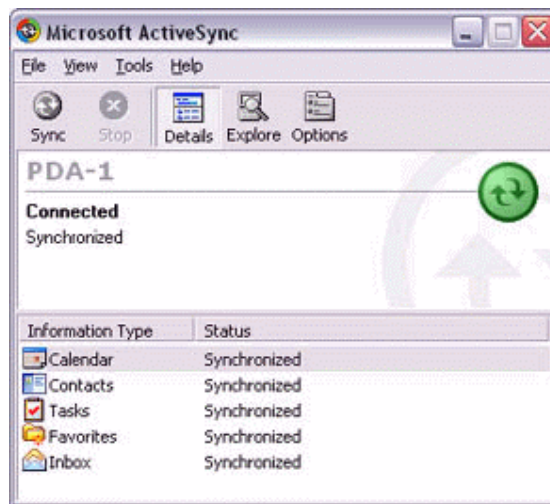 Microsoft ActiveSync
File View Tools Help
Sync Stop Details Explore Options
PDA-1
Connected
Synchronized
Information Type Status
Calendar Synchronized
Contacts Synchronized
Tasks Synchronized
Favorites Synchronized
Inbox Synchronized